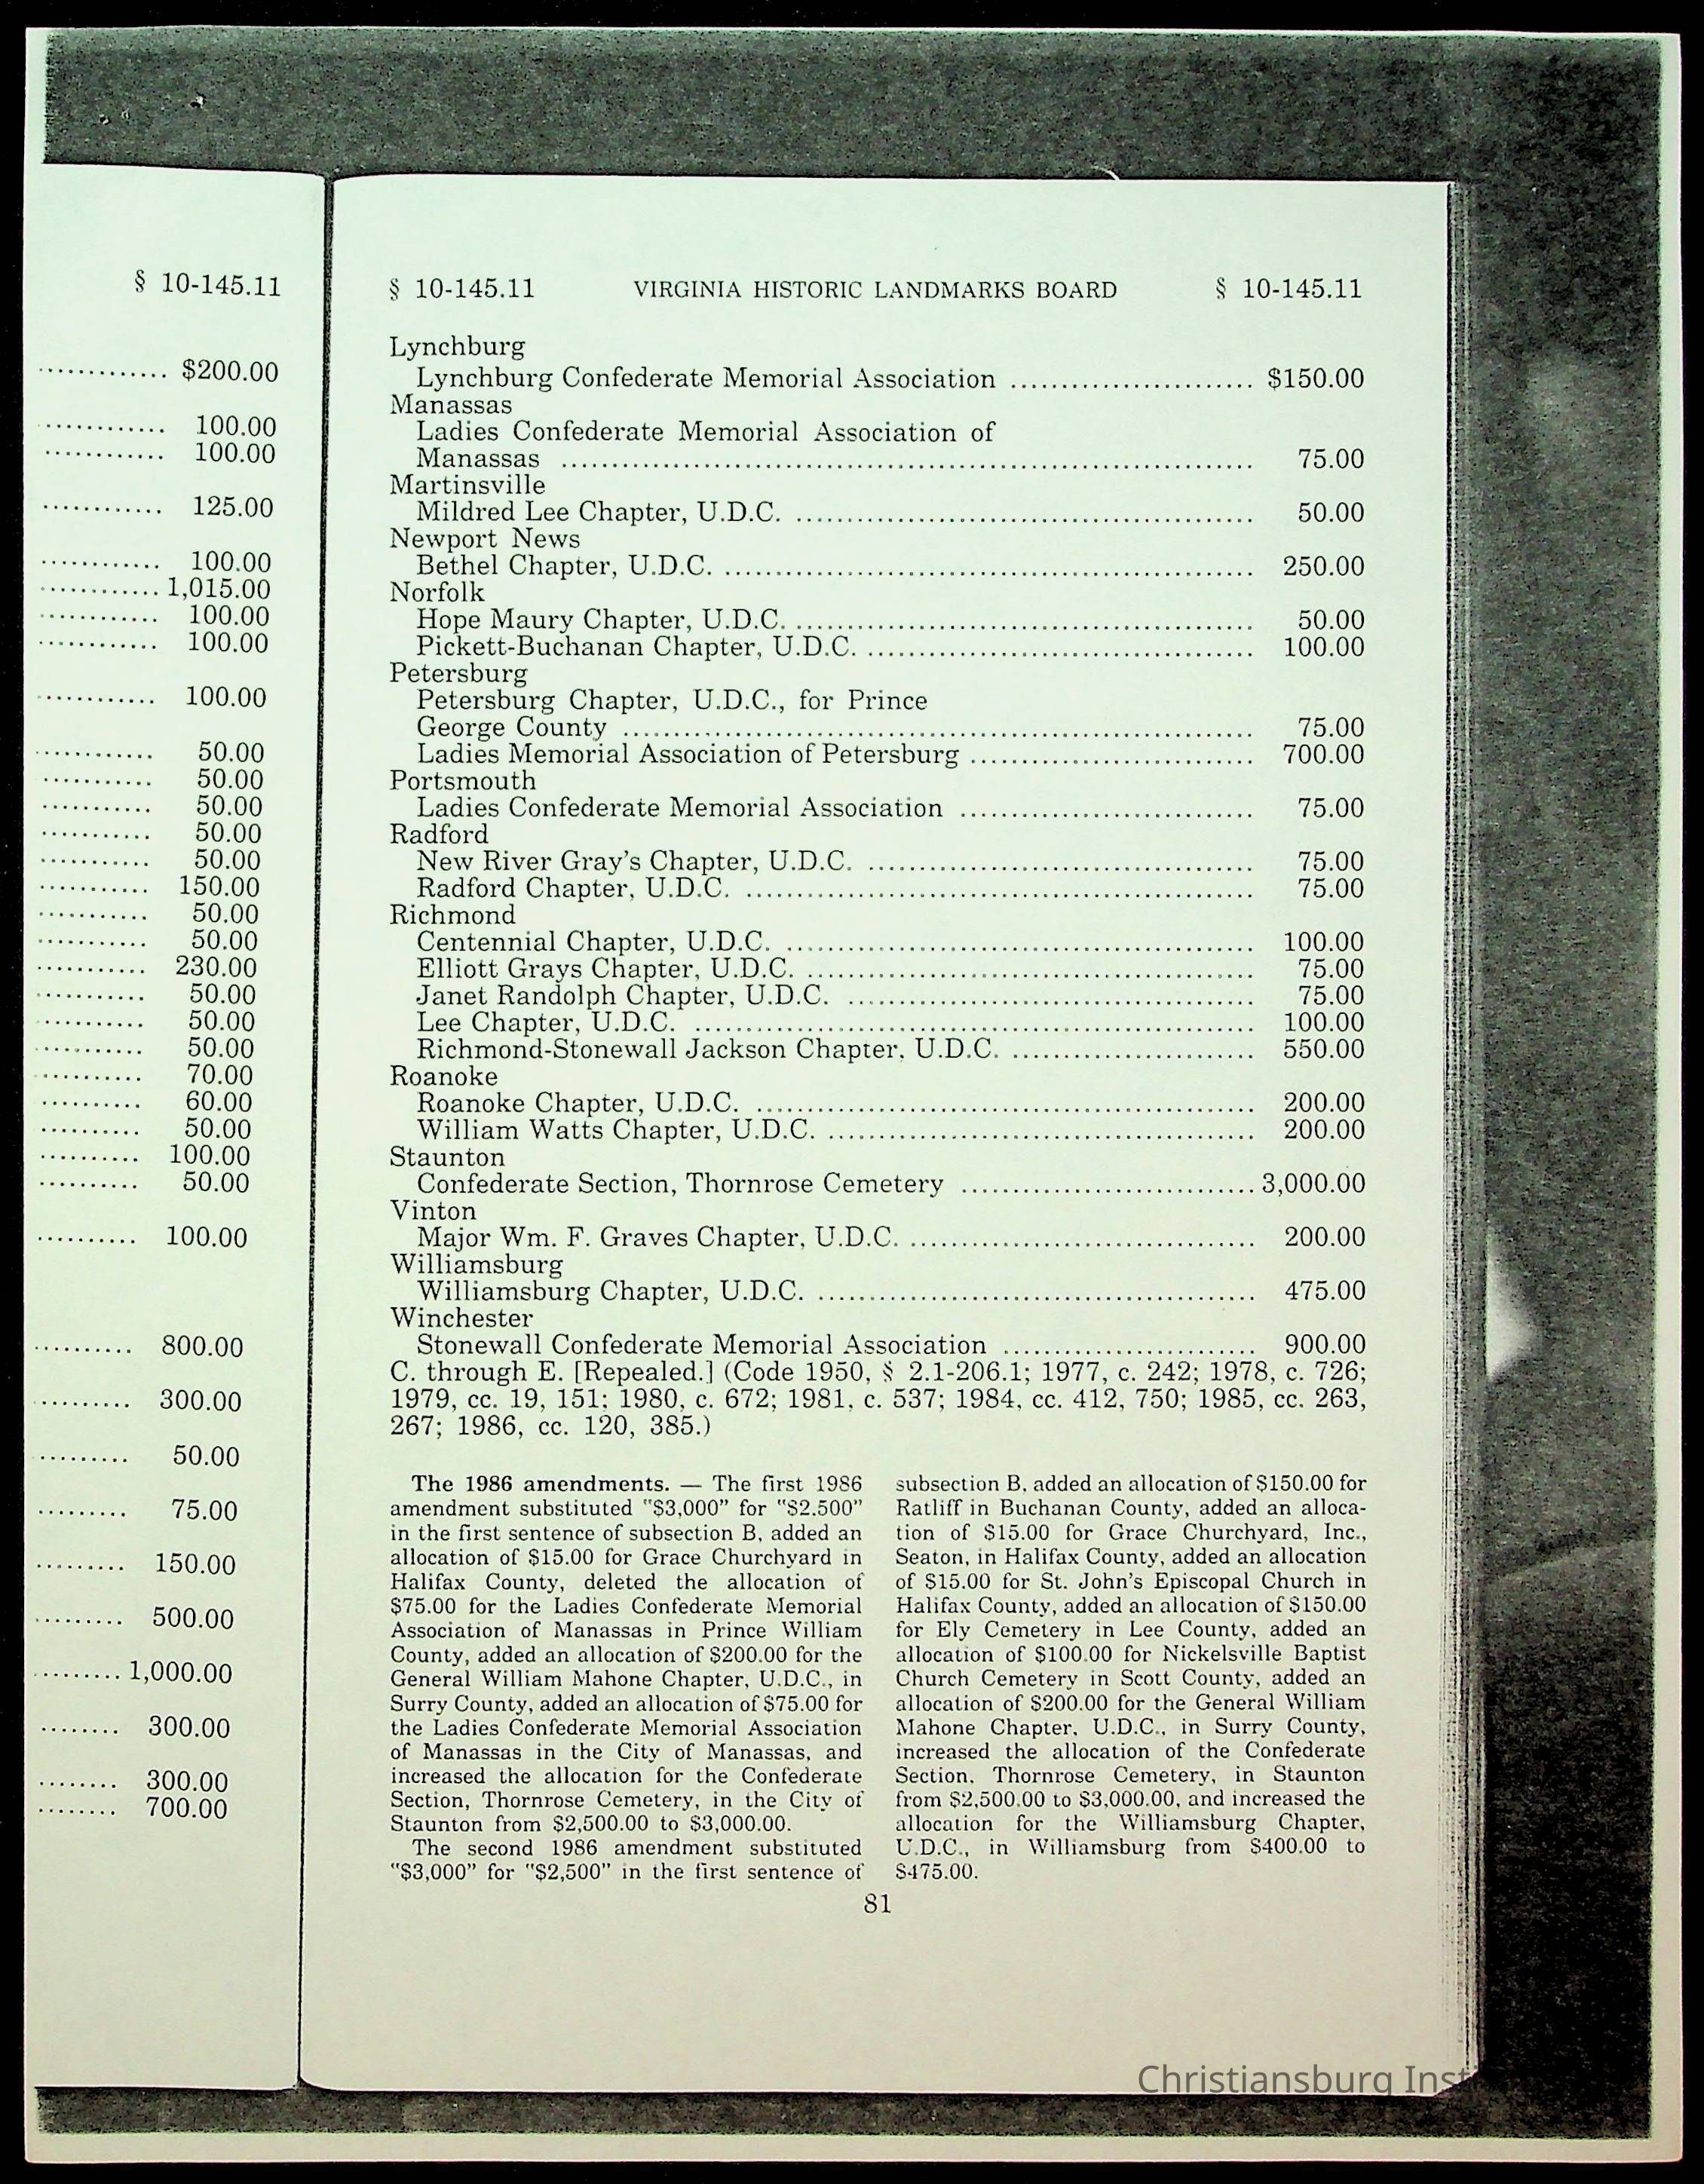 § 10-145.11
............. $200.00
............. 100.00
............ 100.00
............ 125.00
............ 100.00
............ 1,015.00
............ 100.00
............ 100.00
............ 100.00
............ 50.00
........... 50.00
........... 50.00
........... 50.00
........... 50.00
........... 150.00
........... 50.00
........... 50.00
........... 230.00
........... 50.00
........... 50.00
........... 50.00
........... 70.00
.......... 60.00
.......... 50.00
.......... 100.00
.......... 50.00
.......... 100.00
.......... 800.00
.......... 300.00
......... 50.00
......... 75.00
......... 150.00
......... 500.00
......... 1,000.00
........ 300.00
........ 300.00
........ 700.00
§ 10-145.11 VIRGINIA HISTORIC LANDMARKS BOARD § 10-145.11
Lynchburg
Lynchburg Confederate Memorial Association ........................ $150.00
Manassas
Ladies Confederate Memorial Association of
Manassas .................................................................... 75.00
Martinsville
Mildred Lee Chapter, U.D.C. ............................................. 50.00
Newport News
Bethel Chapter, U.D.C. .................................................... 250.00
Norfolk
Hope Maury Chapter, U.D.C. ............................................. 50.00
Pickett-Buchanan Chapter, U.D.C. ...................................... 100.00
Petersburg
Petersburg Chapter, U.D.C., for Prince
George County .............................................................. 75.00
Ladies Memorial Association of Petersburg ............................ 700.00
Portsmouth
Ladies Confederate Memorial Association ............................. 75.00
Radford
New River Gray's Chapter, U.D.C. ...................................... 75.00
Radford Chapter, U.D.C. .................................................. 75.00
Richmond
Centennial Chapter, U.D.C. .............................................. 100.00
Elliott Grays Chapter, U.D.C. ............................................ 75.00
Janet Randolph Chapter, U.D.C. ........................................ 75.00
Lee Chapter, U.D.C. ....................................................... 100.00
Richmond-Stonewall Jackson Chapter, U.D.C. ........................ 550.00
Roanoke
Roanoke Chapter, U.D.C. ................................................. 200.00
William Watts Chapter, U.D.C. .......................................... 200.00
Staunton
Confederate Section, Thornrose Cemetery ............................. 3,000.00
Vinton
Major Wm. F. Graves Chapter, U.D.C. .................................. 200.00
Williamsburg
Williamsburg Chapter, U.D.C. ........................................... 475.00
Winchester
Stonewall Confederate Memorial Association ......................... 900.00
C. through E. [Repealed.] (Code 1950, § 2.1-206.1; 1977, c. 242; 1978, c. 726;
1979, cc. 19, 151; 1980, c. 672; 1981, c. 537; 1984, cc. 412, 750; 1985, cc. 263,
267; 1986, cc. 120, 385.)
The 1986 amendments. — The first 1986
amendment substituted "$3,000" for "$2.500"
in the first sentence of subsection B, added an
allocation of $15.00 for Grace Churchyard in
Halifax County, deleted the allocation of
$75.00 for the Ladies Confederate Memorial
Association of Manassas in Prince William
County, added an allocation of $200.00 for the
General William Mahone Chapter, U.D.C., in
Surry County, added an allocation of $75.00 for
the Ladies Confederate Memorial Association
of Manassas in the City of Manassas, and
increased the allocation for the Confederate
Section, Thornrose Cemetery, in the City of
Staunton from $2,500.00 to $3,000.00.
The second 1986 amendment substituted
"$3,000" for "$2,500" in the first sentence of
subsection B, added an allocation of $150.00 for
Ratliff in Buchanan County, added an alloca-
tion of $15.00 for Grace Churchyard, Inc.,
Seaton, in Halifax County, added an allocation
of $15.00 for St. John's Episcopal Church in
Halifax County, added an allocation of $150.00
for Ely Cemetery in Lee County, added an
allocation of $100.00 for Nickelsville Baptist
Church Cemetery in Scott County, added an
allocation of $200.00 for the General William
Mahone Chapter, U.D.C., in Surry County,
increased the allocation of the Confederate
Section, Thornrose Cemetery, in Staunton
from $2,500.00 to $3,000.00, and increased the
allocation for the Williamsburg Chapter,
U.D.C., in Williamsburg from $400.00 to
$475.00.
81
Christiansburg Inst